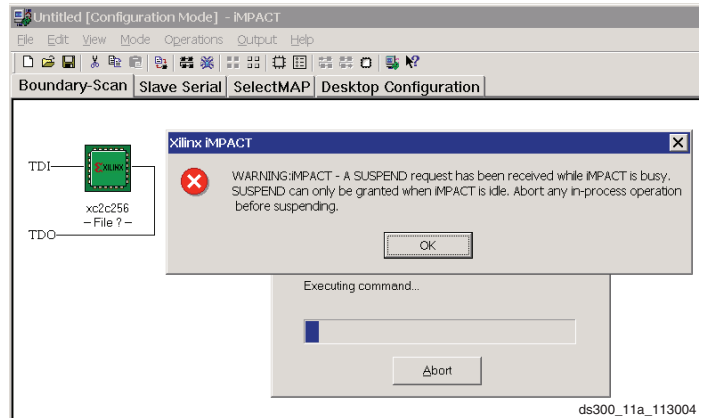 Untitled [Configuration Mode] - iMPACT
File Edit View Mode Operations Output Help
Boundary-Scan Slave Serial SelectMAP Desktop Configuration
Xilinx iMPACT
WARNING:iMPACT - A SUSPEND request has been received while iMPACT is busy.
SUSPEND can only be granted when iMPACT is idle. Abort any in-process operation
before suspending.
OK
TDI
XILINX
xc2c256
– File ? –
TDO
Executing command...
Abort
ds300_11a_113004